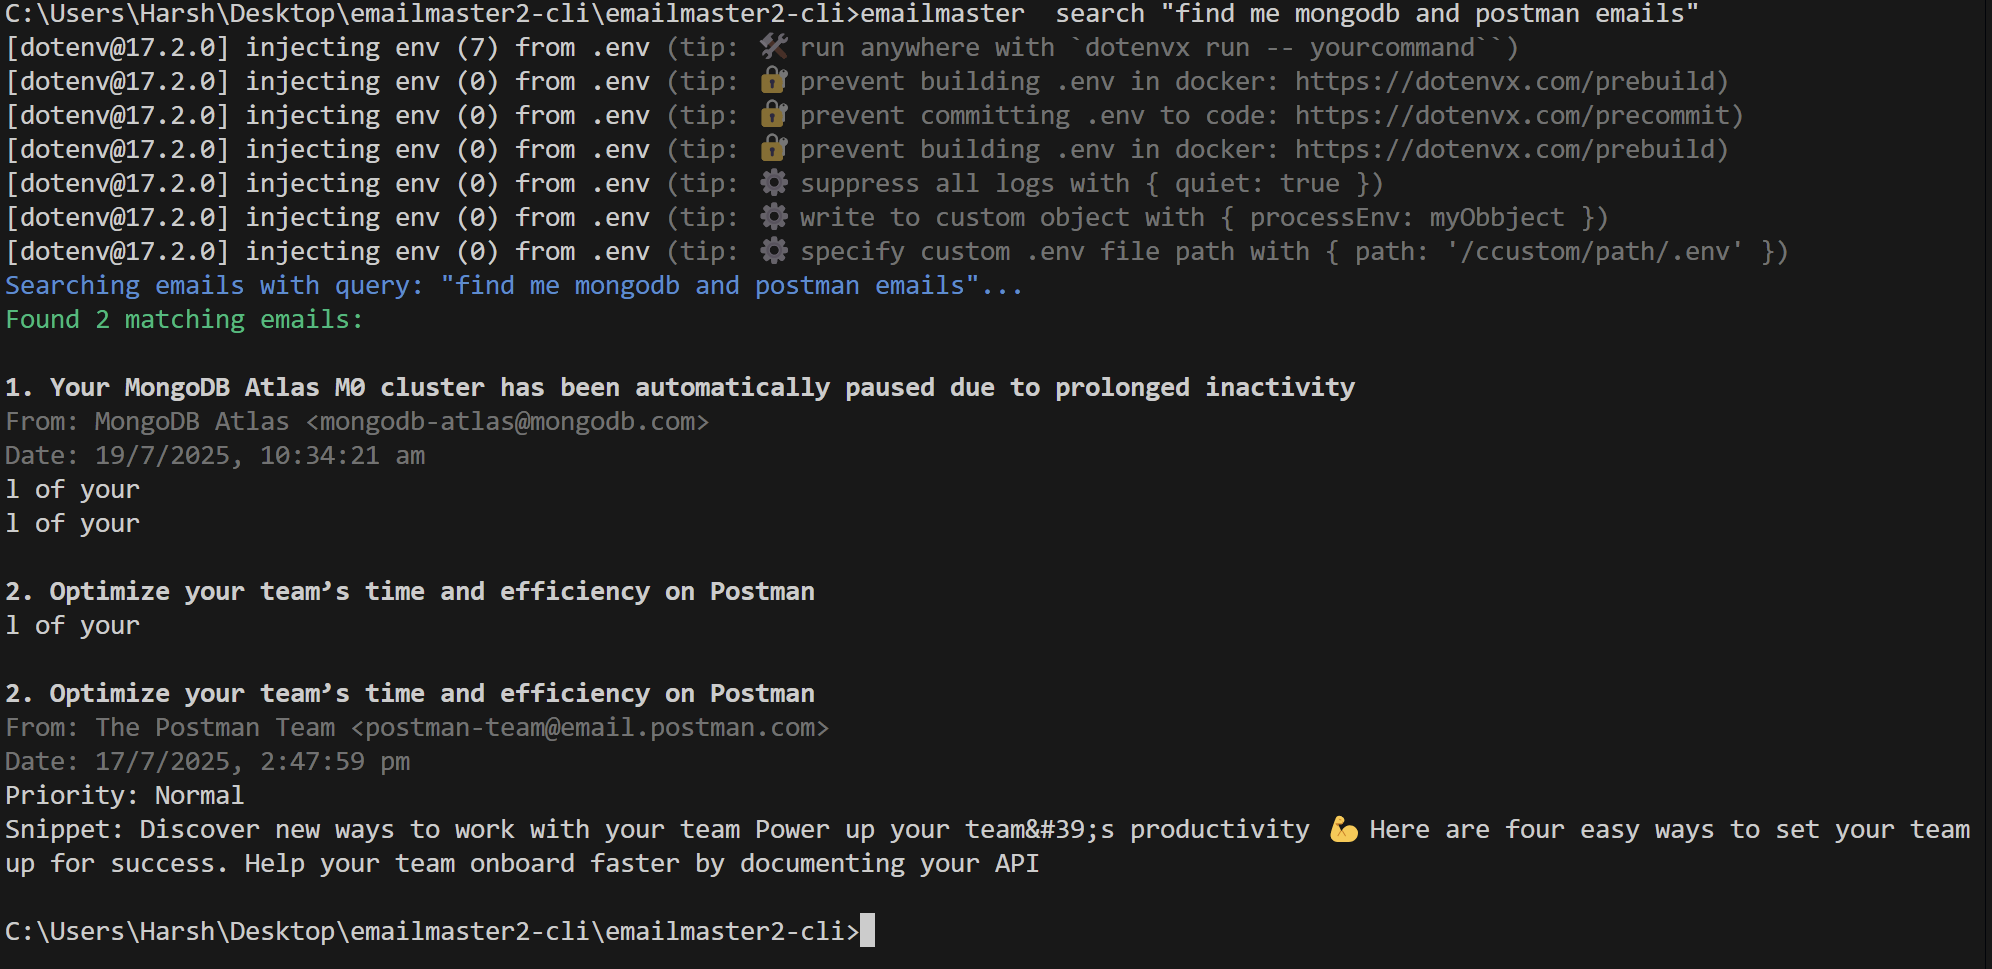 C:\Users\Harsh\Desktop\emailmaster2-cli\emailmaster2-cli>emailmaster  search "find me mongodb and postman emails"
[dotenv@17.2.0] injecting env (7) from .env (tip: 🛠️ run anywhere with `dotenvx run -- yourcommand``)
[dotenv@17.2.0] injecting env (0) from .env (tip: 🔐 prevent building .env in docker: https://dotenvx.com/prebuild)
[dotenv@17.2.0] injecting env (0) from .env (tip: 🔐 prevent committing .env to code: https://dotenvx.com/precommit)
[dotenv@17.2.0] injecting env (0) from .env (tip: 🔐 prevent building .env in docker: https://dotenvx.com/prebuild)
[dotenv@17.2.0] injecting env (0) from .env (tip: ⚙️ suppress all logs with { quiet: true })
[dotenv@17.2.0] injecting env (0) from .env (tip: ⚙️ write to custom object with { processEnv: myObbject })
[dotenv@17.2.0] injecting env (0) from .env (tip: ⚙️ specify custom .env file path with { path: '/ccustom/path/.env' })
Searching emails with query: "find me mongodb and postman emails"...
Found 2 matching emails:

1. Your MongoDB Atlas M0 cluster has been automatically paused due to prolonged inactivity
From: MongoDB Atlas <mongodb-atlas@mongodb.com>
Date: 19/7/2025, 10:34:21 am
l of your
l of your

2. Optimize your team’s time and efficiency on Postman
l of your

2. Optimize your team’s time and efficiency on Postman
From: The Postman Team <postman-team@email.postman.com>
Date: 17/7/2025, 2:47:59 pm
Priority: Normal
Snippet: Discover new ways to work with your team Power up your team&#39;s productivity 💪 Here are four easy ways to set your team
up for success. Help your team onboard faster by documenting your API

C:\Users\Harsh\Desktop\emailmaster2-cli\emailmaster2-cli>